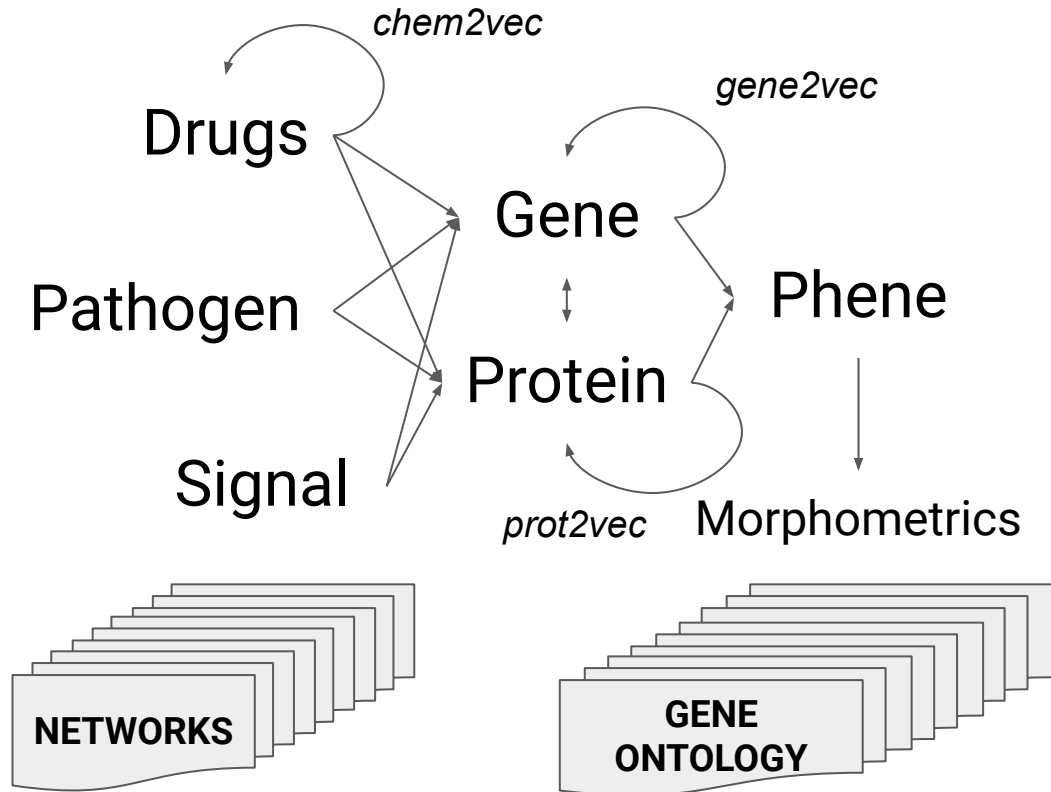 chem2vec
gene2vec
Drugs
Gene
Pathogen
Phene
Protein
Signal
prot2vec
Morphometrics
NETWORKS
GENE
ONTOLOGY